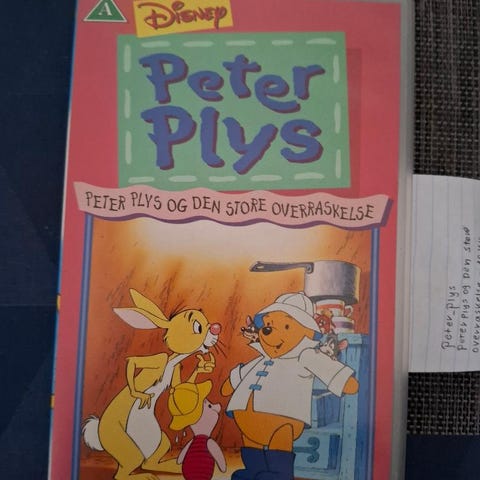 A
Disney
Peter
Plys
PETER PLYS OG DEN STORE OVERRASKELSE
Peter_Plys
Peter Plys og Den store
overraskelse